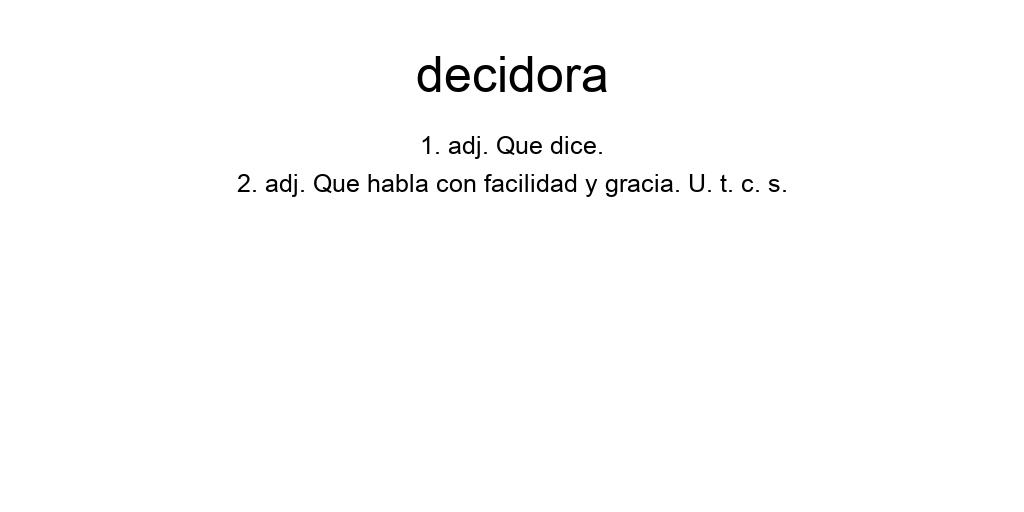 decidora
1. adj. Que dice.
2. adj. Que habla con facilidad y gracia. U. t. c. s.